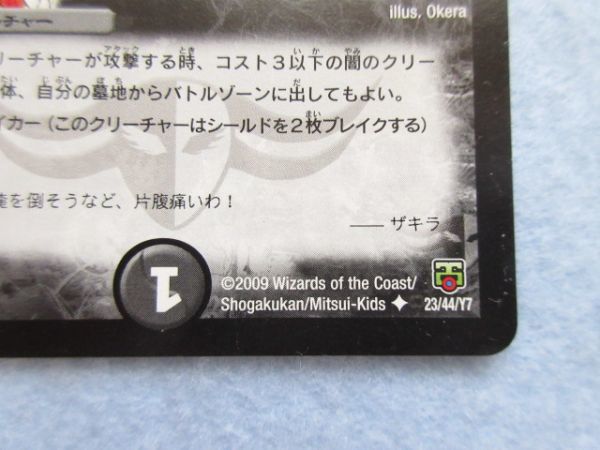 illus, Okera
ーチャー
リーチャーが攻撃する時、コスト3以下の闇のクリー
体、自分の墓地からバトルゾーンに出してもよい。
イカー(このクリーチャーはシールドを2枚ブレイクする)
を倒そうなど、片腹痛いわ!
── ザキラ
1
©2009 Wizards of the Coast/
Shogakukan/Mitsui-Kids ✦ 23/44/Y7